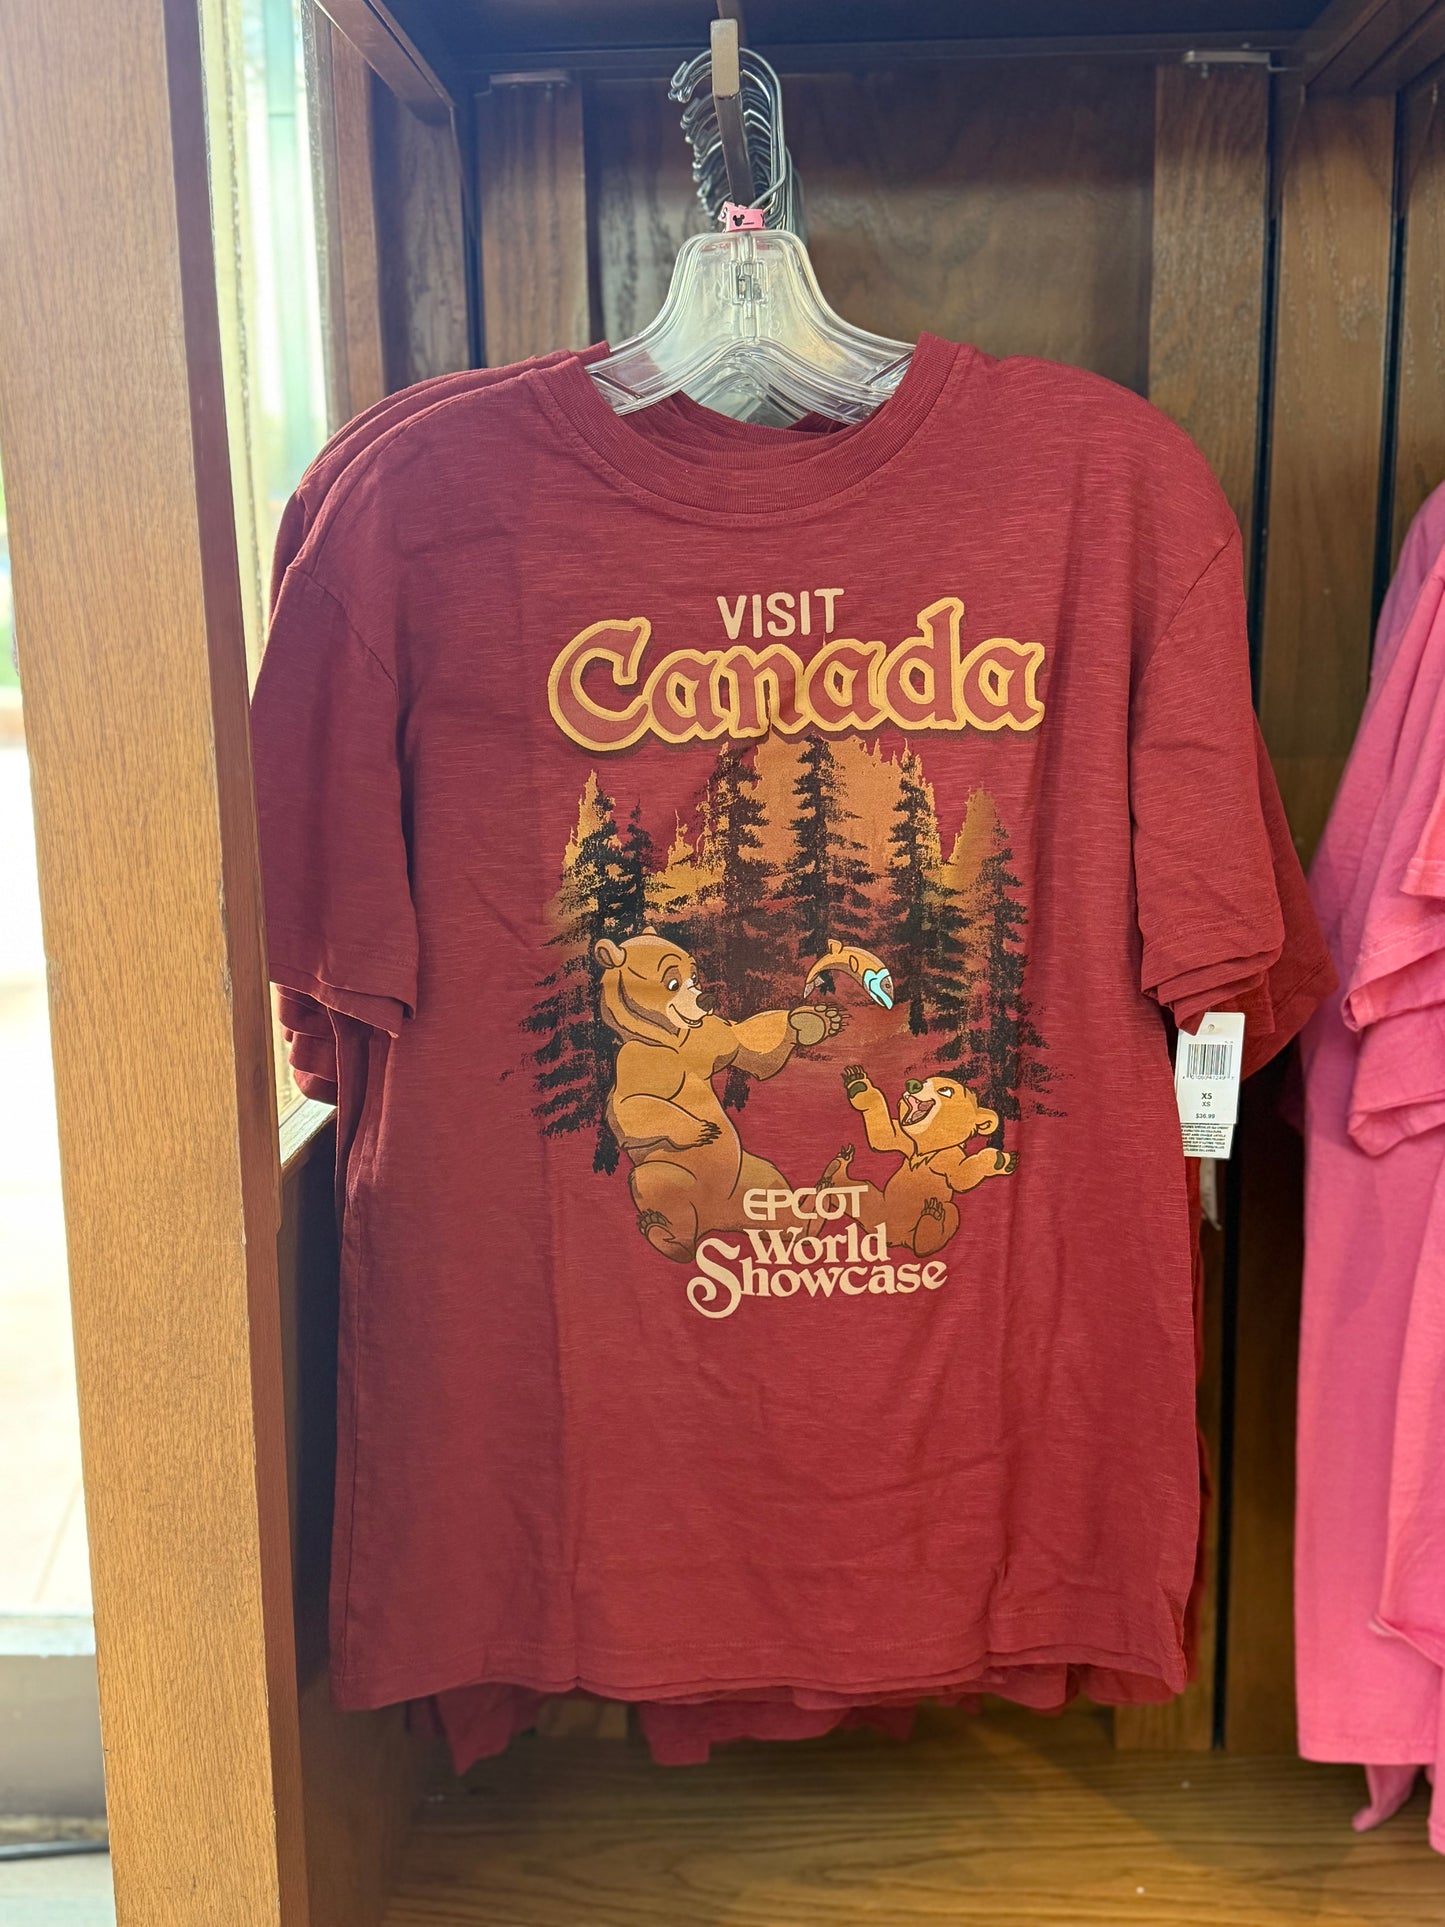 VISIT
Canada
EPCOT
World
Showcase
XS
XS
$36.99